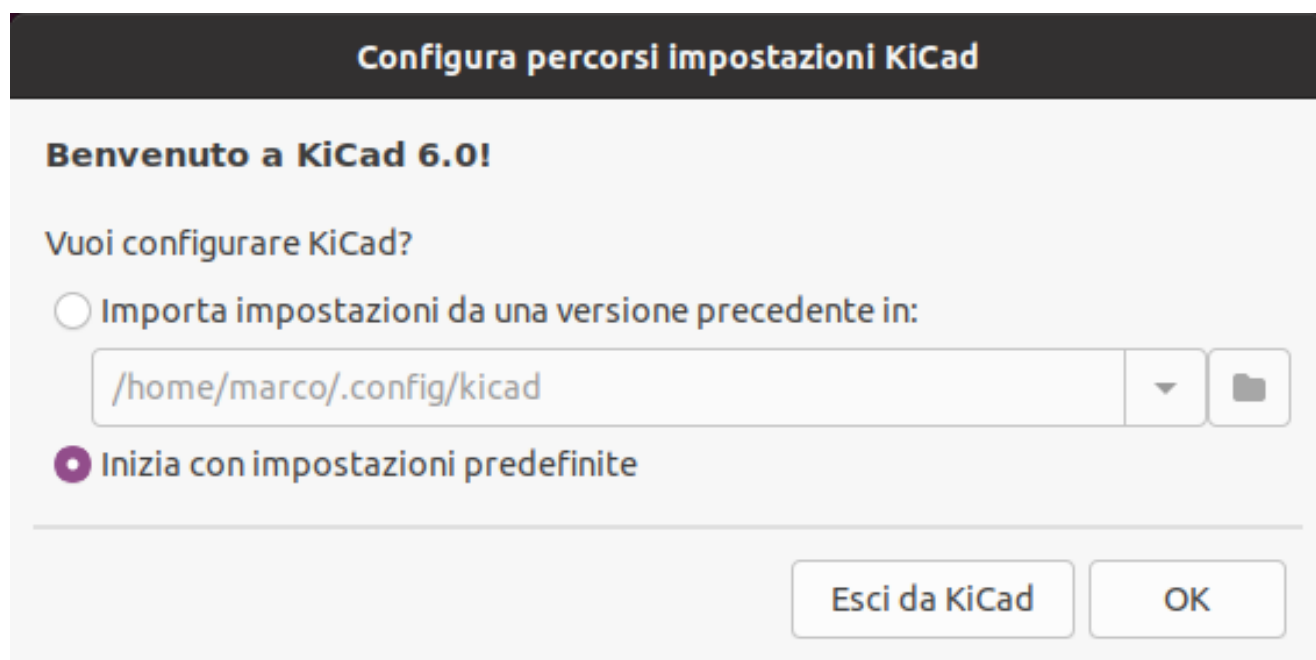 Configura percorsi impostazioni KiCad
Benvenuto a KiCad 6.0!
Vuoi configurare KiCad?
Importa impostazioni da una versione precedente in:
/home/marco/.config/kicad
Inizia con impostazioni predefinite
Esci da KiCad
OK